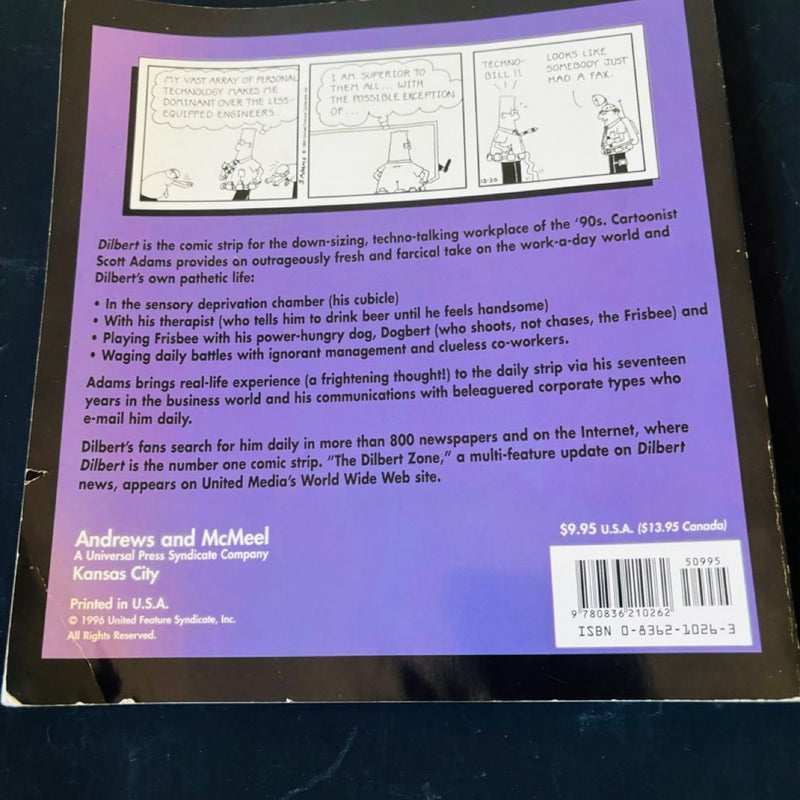 MY VAST ARRAY OF PERSONAL
TECHNOLOGY MAKES ME
DOMINANT OVER THE LESS-
EQUIPPED ENGINEERS.
I AM SUPERIOR TO
THEM ALL... WITH
THE POSSIBLE EXCEPTION
OF...
TECHNO-
BILL !!
LOOKS LIKE
SOMEBODY JUST
HAD A FAX.
S. Adams
12-30
Dilbert is the comic strip for the down-sizing, techno-talking workplace of the '90s. Cartoonist
Scott Adams provides an outrageously fresh and farcical take on the work-a-day world and
Dilbert's own pathetic life:
• In the sensory deprivation chamber (his cubicle)
• With his therapist (who tells him to drink beer until he feels handsome)
• Playing Frisbee with his power-hungry dog, Dogbert (who shoots, not chases, the Frisbee) and
• Waging daily battles with ignorant management and clueless co-workers.
Adams brings real-life experience (a frightening thought!) to the daily strip via his seventeen
years in the business world and his communications with beleaguered corporate types who
e-mail him daily.
Dilbert's fans search for him daily in more than 800 newspapers and on the Internet, where
Dilbert is the number one comic strip. "The Dilbert Zone," a multi-feature update on Dilbert
news, appears on United Media's World Wide Web site.
Andrews and McMeel
A Universal Press Syndicate Company
Kansas City
Printed in U.S.A.
© 1996 United Feature Syndicate, Inc.
All Rights Reserved.
$9.95 U.S.A. ($13.95 Canada)
50995
9 780836 210262
ISBN 0-8362-1026-3